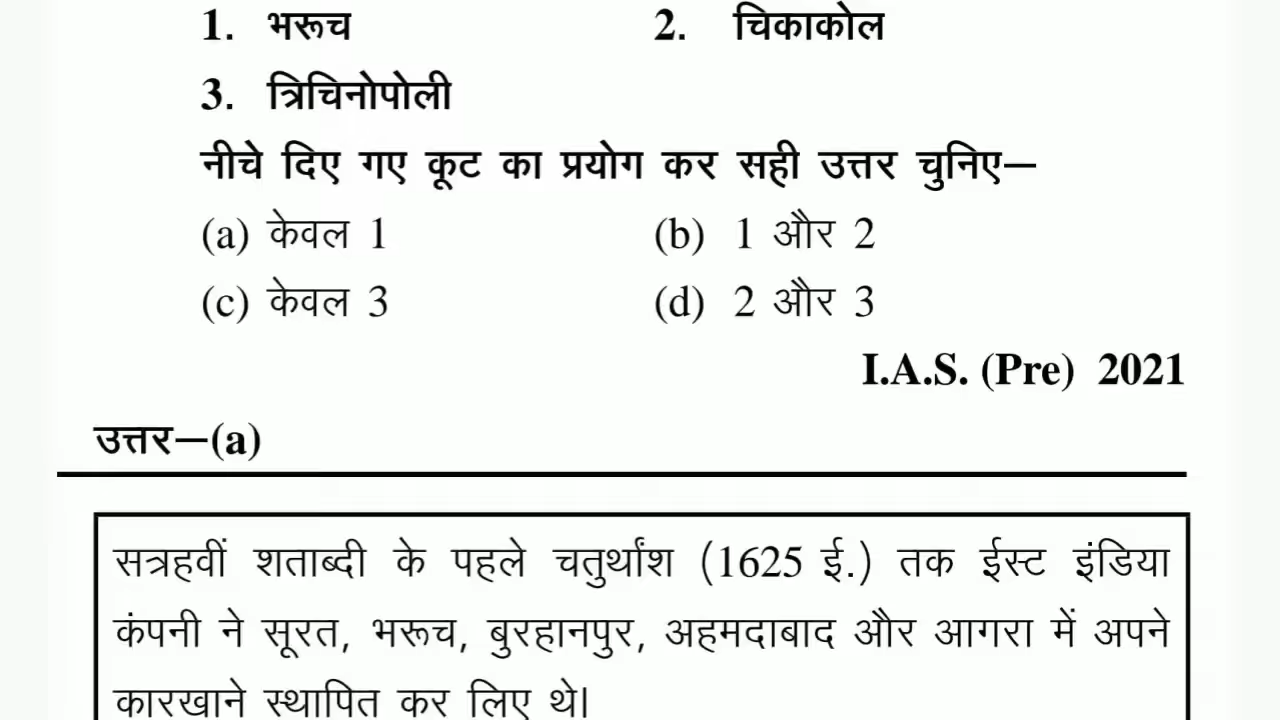 1. भरूच 2. चिकाकोल
3. त्रिचिनोपोली
नीचे दिए गए कूट का प्रयोग कर सही उत्तर चुनिए—
(a) केवल 1 (b) 1 और 2
(c) केवल 3 (d) 2 और 3
I.A.S. (Pre) 2021
उत्तर—(a)
सत्रहवीं शताब्दी के पहले चतुर्थांश (1625 ई.) तक ईस्ट इंडिया
कंपनी ने सूरत, भरूच, बुरहानपुर, अहमदाबाद और आगरा में अपने
कारखाने स्थापित कर लिए थे।